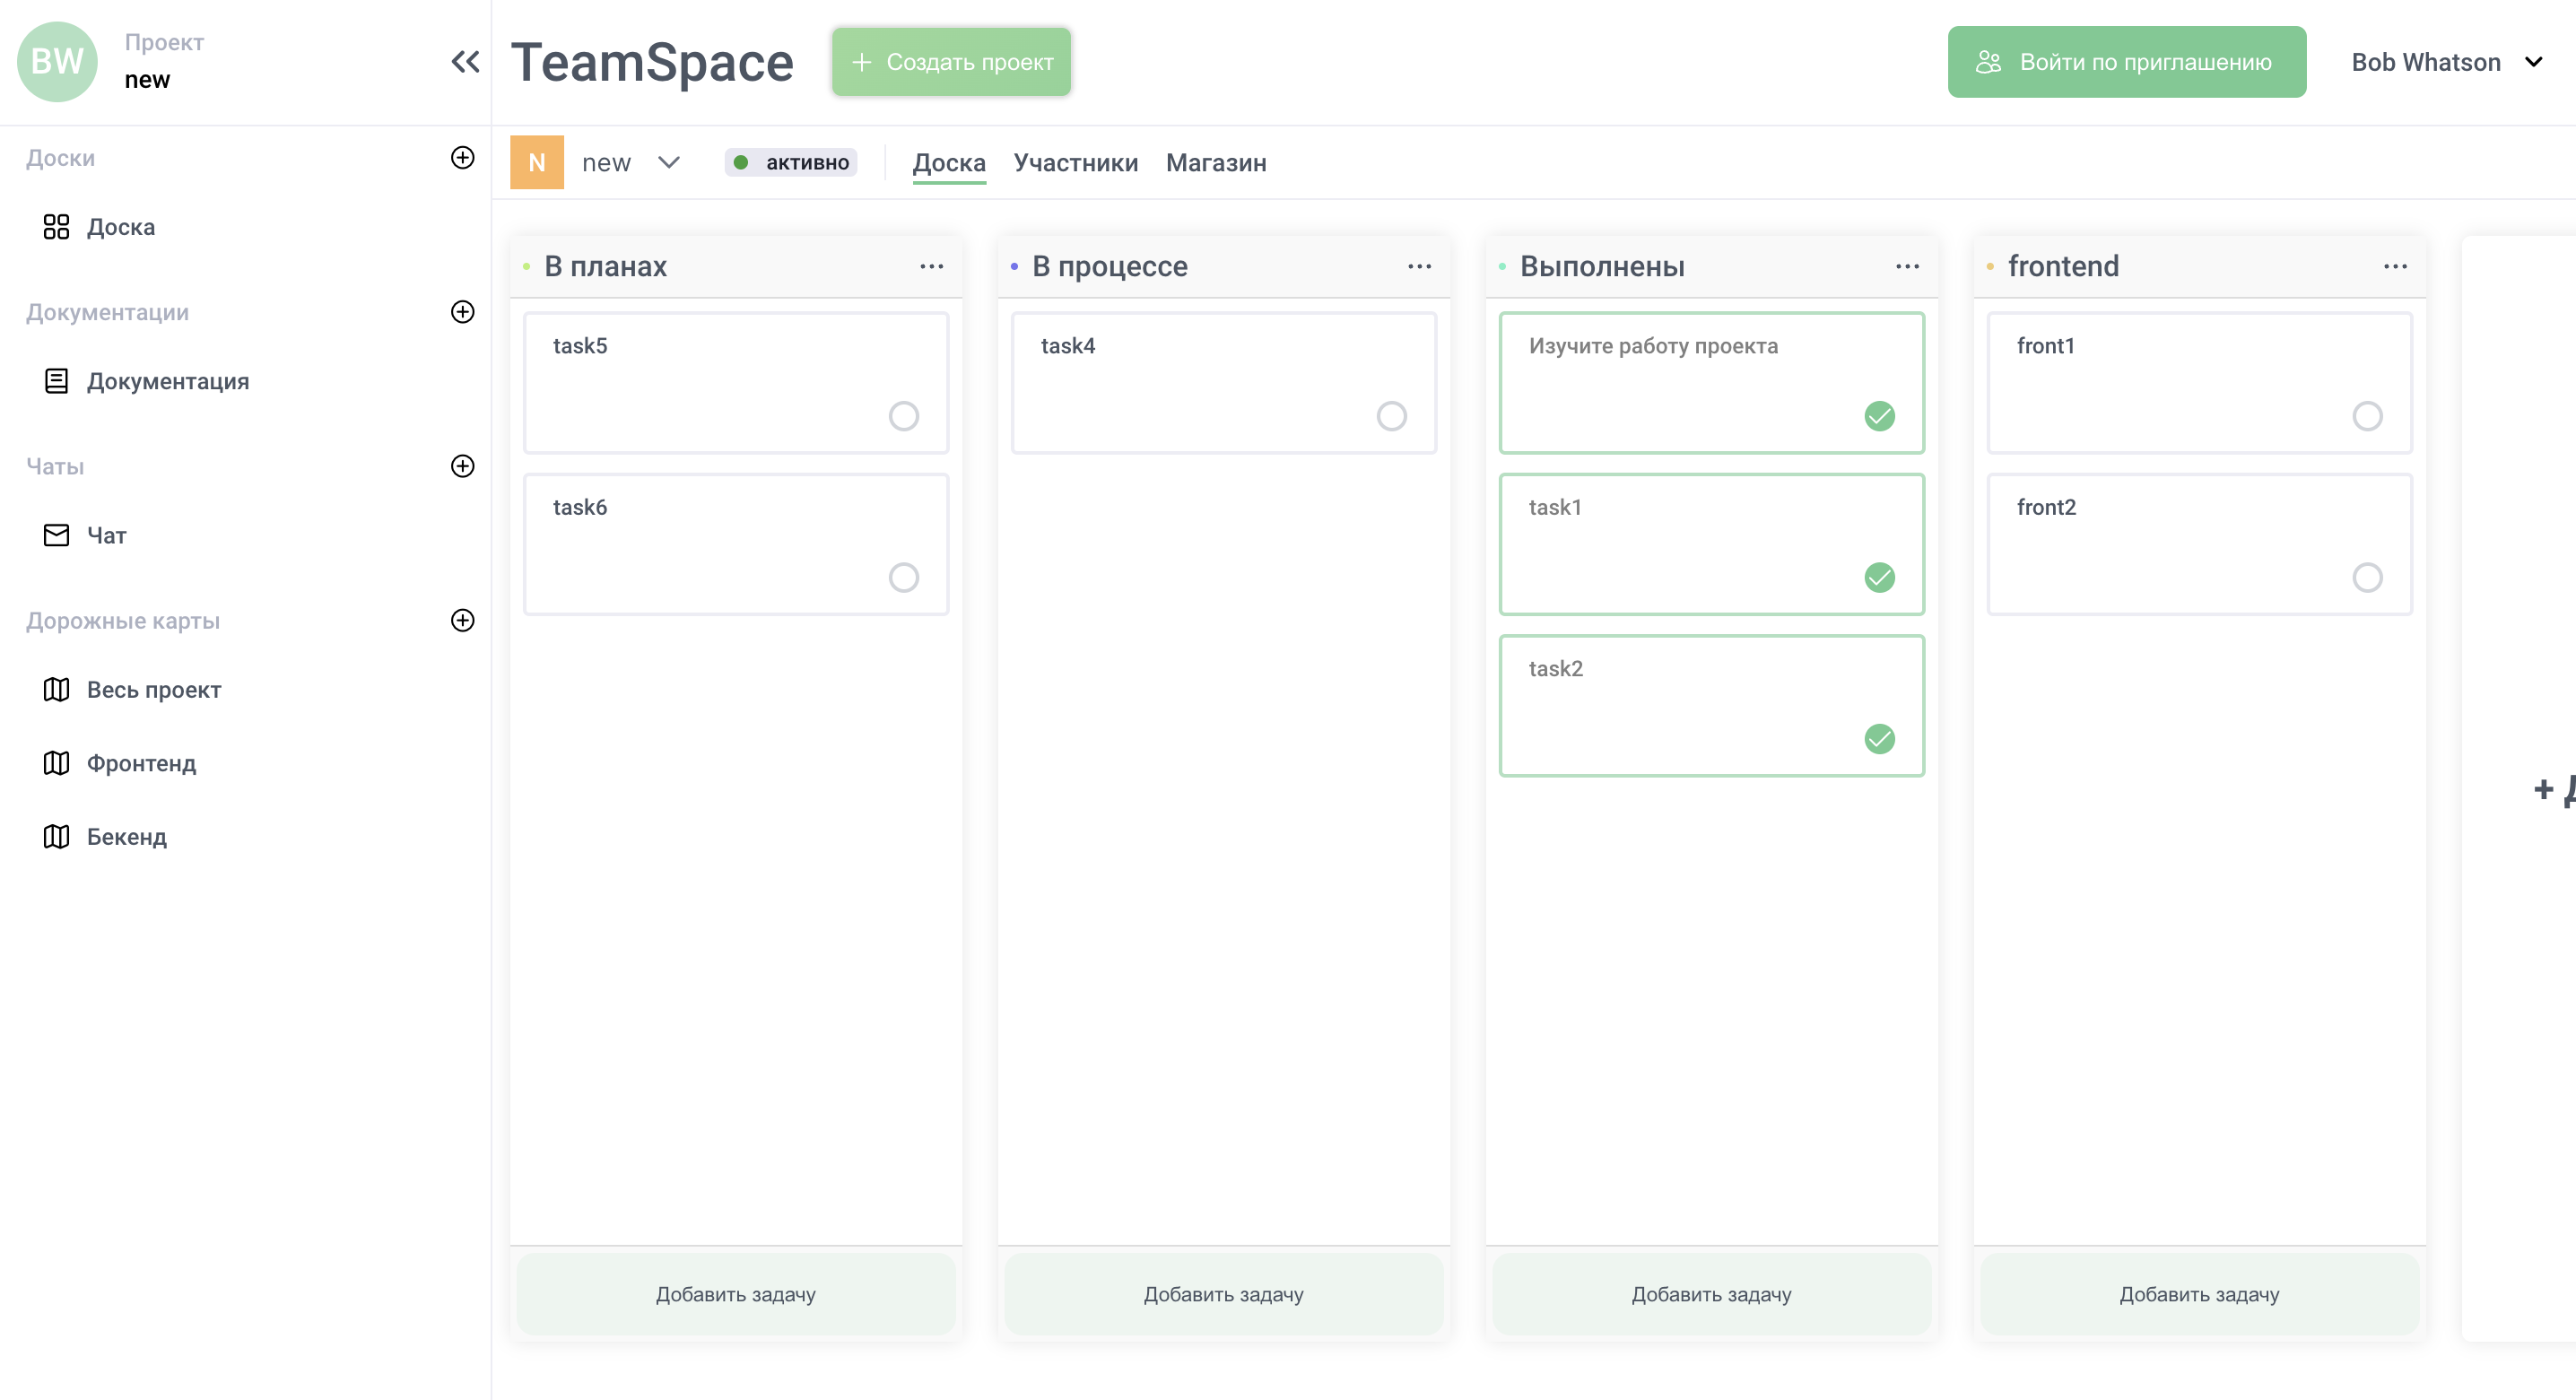 BW
Проект
new
TeamSpace
Создать проект
Войти по приглашению
Bob Whatson
Доски
Доска
Документации
Документация
Чаты
Чат
Дорожные карты
Весь проект
Фронтенд
Бекенд
N
new
активно
Доска
Участники
Магазин
В планах
task5
task6
Добавить задачу
В процессе
task4
Добавить задачу
Выполнены
Изучите работу проекта
task1
task2
Добавить задачу
frontend
front1
front2
Добавить задачу
+